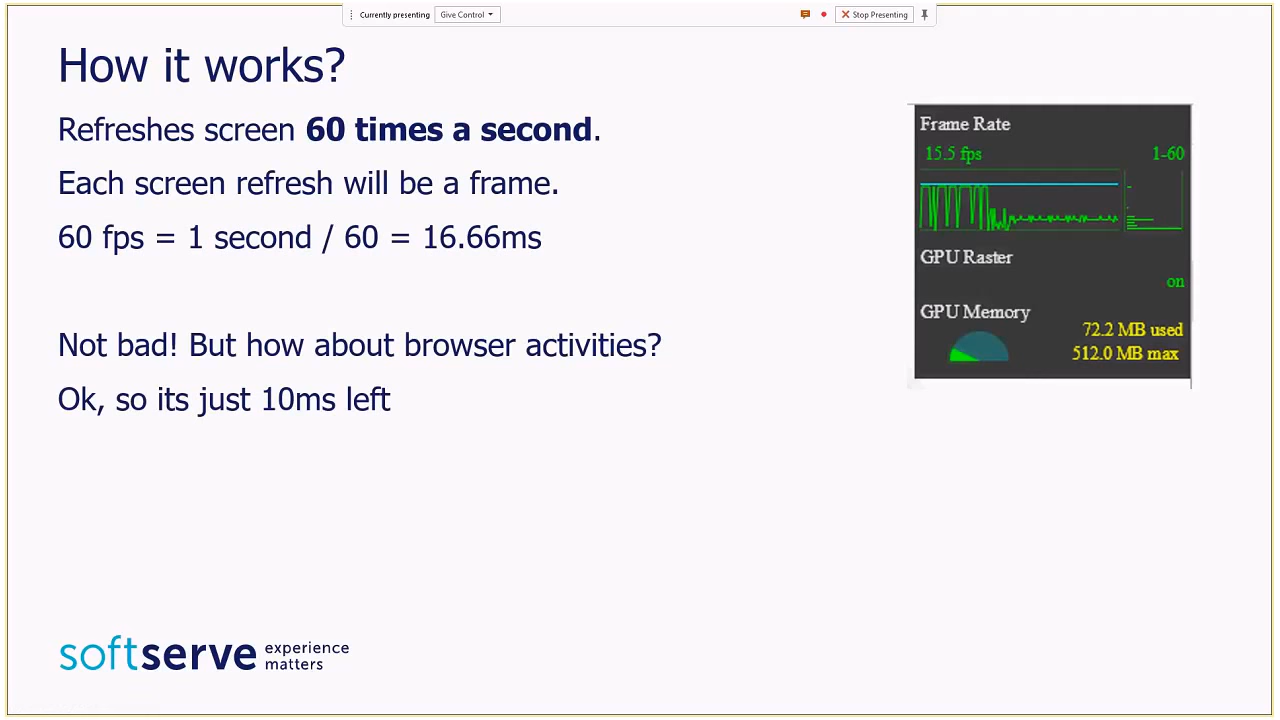 Currently presenting Give Control Stop Presenting
How it works?
Refreshes screen 60 times a second.
Each screen refresh will be a frame.
60 fps = 1 second / 60 = 16.66ms
Not bad! But how about browser activities?
Ok, so its just 10ms left
Frame Rate
15.5 fps 1-60
GPU Raster
on
GPU Memory
72.2 MB used
512.0 MB max
softserve experience
matters